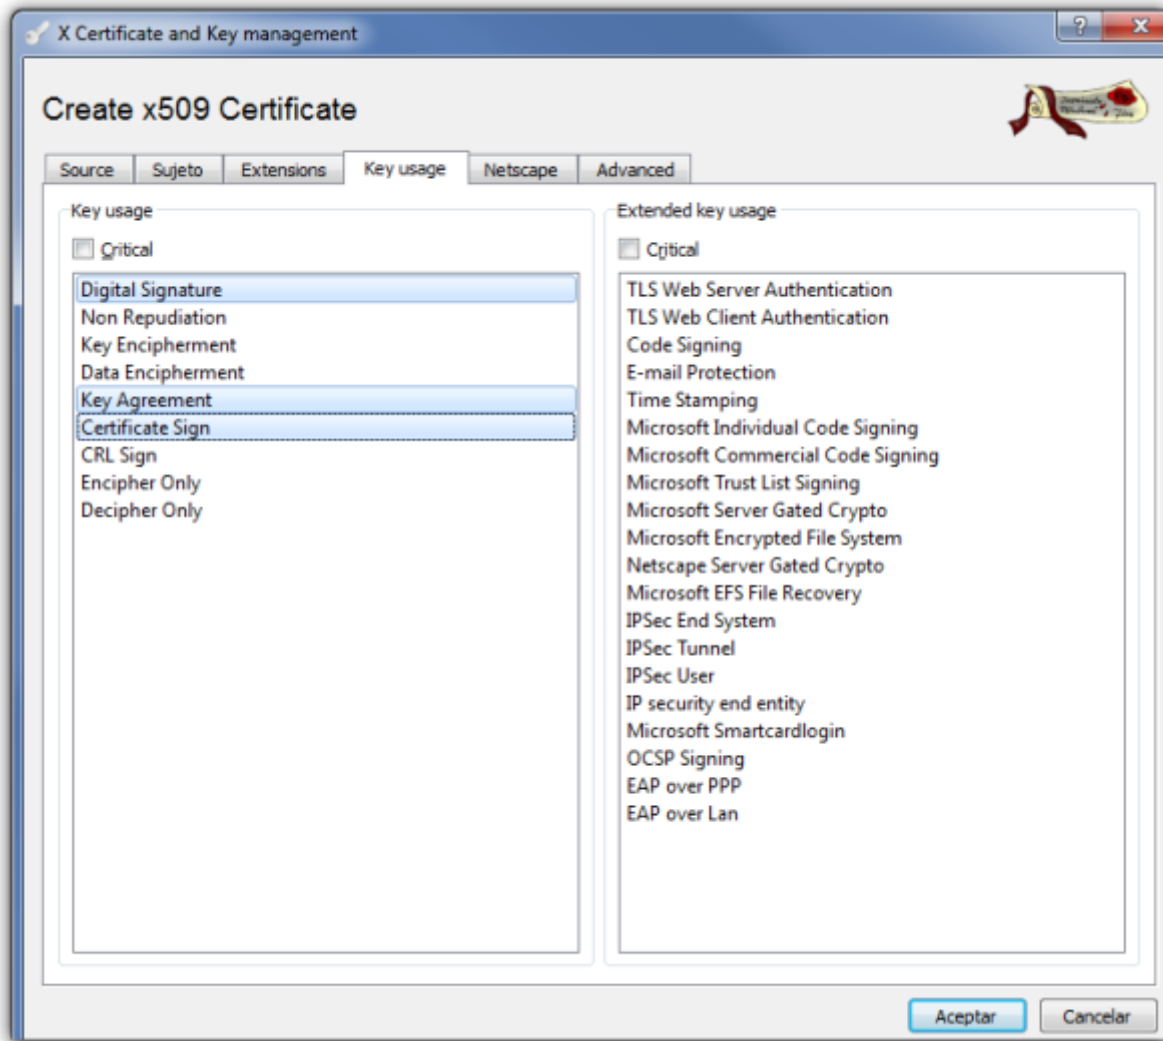 X Certificate and Key management
Create x509 Certificate
Source Sujeto Extensions Key usage Netscape Advanced
Key usage
Critical
Digital Signature
Non Repudiation
Key Encipherment
Data Encipherment
Key Agreement
Certificate Sign
CRL Sign
Encipher Only
Decipher Only
Extended key usage
Critical
TLS Web Server Authentication
TLS Web Client Authentication
Code Signing
E-mail Protection
Time Stamping
Microsoft Individual Code Signing
Microsoft Commercial Code Signing
Microsoft Trust List Signing
Microsoft Server Gated Crypto
Microsoft Encrypted File System
Netscape Server Gated Crypto
Microsoft EFS File Recovery
IPSec End System
IPSec Tunnel
IPSec User
IP security end entity
Microsoft Smartcardlogin
OCSP Signing
EAP over PPP
EAP over Lan
Aceptar Cancelar